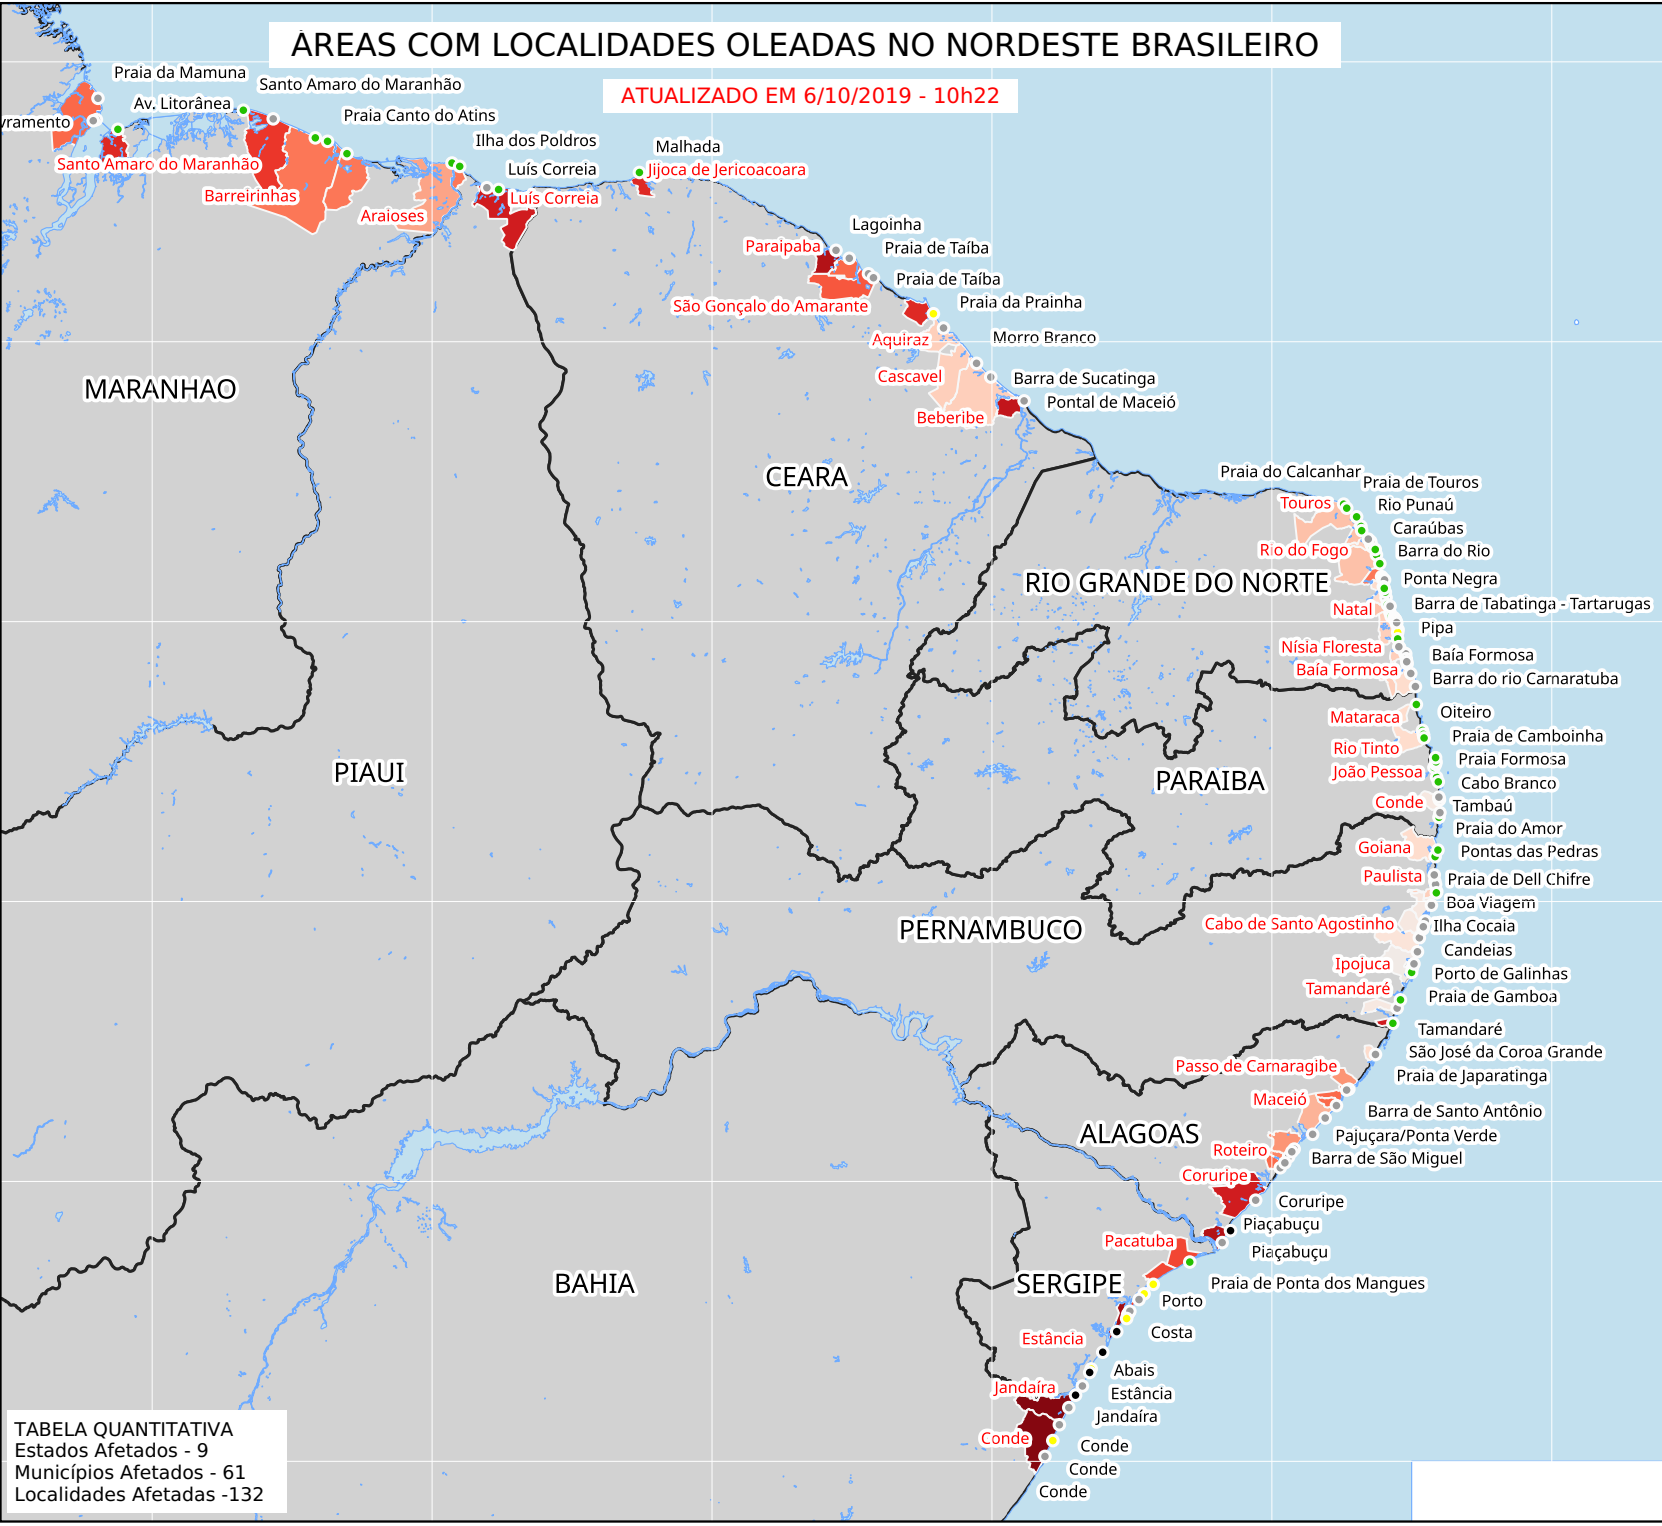 ÁREAS COM LOCALIDADES OLEADAS NO NORDESTE BRASILEIRO
ATUALIZADO EM 6/10/2019 - 10h22
Praia da Mamuna
Santo Amaro do Maranhão
Av. Litorânea
Praia Canto do Atins
vramento
Ilha dos Poldros
Malhada
Santo Amaro do Maranhão
Luís Correia
Jijoca de Jericoacoara
Barreirinhas
Luís Correia
Araioses
Lagoinha
Paraipaba
Praia de Taíba
Praia de Taíba
São Gonçalo do Amarante
Praia da Prainha
Aquiraz
Morro Branco
Cascavel
Barra de Sucatinga
MARANHAO
Pontal de Maceió
Beberibe
CEARA
Praia do Calcanhar
Praia de Touros
Touros
Rio Punaú
Caraúbas
Rio do Fogo
Barra do Rio
RIO GRANDE DO NORTE
Ponta Negra
Natal
Barra de Tabatinga - Tartarugas
Pipa
Nísia Floresta
Baía Formosa
Baía Formosa
Barra do rio Camaratuba
Mataraca
Oiteiro
Rio Tinto
Praia de Camboinha
Praia Formosa
PIAUI
João Pessoa
PARAIBA
Cabo Branco
Conde
Tambaú
Praia do Amor
Goiana
Pontas das Pedras
Paulista
Praia de Dell Chifre
Boa Viagem
PERNAMBUCO
Cabo de Santo Agostinho
Ilha Cocaia
Candeias
Ipojuca
Porto de Galinhas
Tamandaré
Praia de Gamboa
Tamandaré
São José da Coroa Grande
Passo de Camaragibe
Praia de Japaratinga
Maceió
Barra de Santo Antônio
ALAGOAS
Pajuçara/Ponta Verde
Roteiro
Barra de São Miguel
Coruripe
Coruripe
Piaçabuçu
Pacatuba
Piaçabuçu
BAHIA
SERGIPE
Praia de Ponta dos Mangues
Porto
Estância
Costa
Abais
Jandaíra
Estância
Jandaíra
Conde
Conde
Conde
Conde
TABELA QUANTITATIVA
Estados Afetados - 9
Municípios Afetados - 61
Localidades Afetadas -132